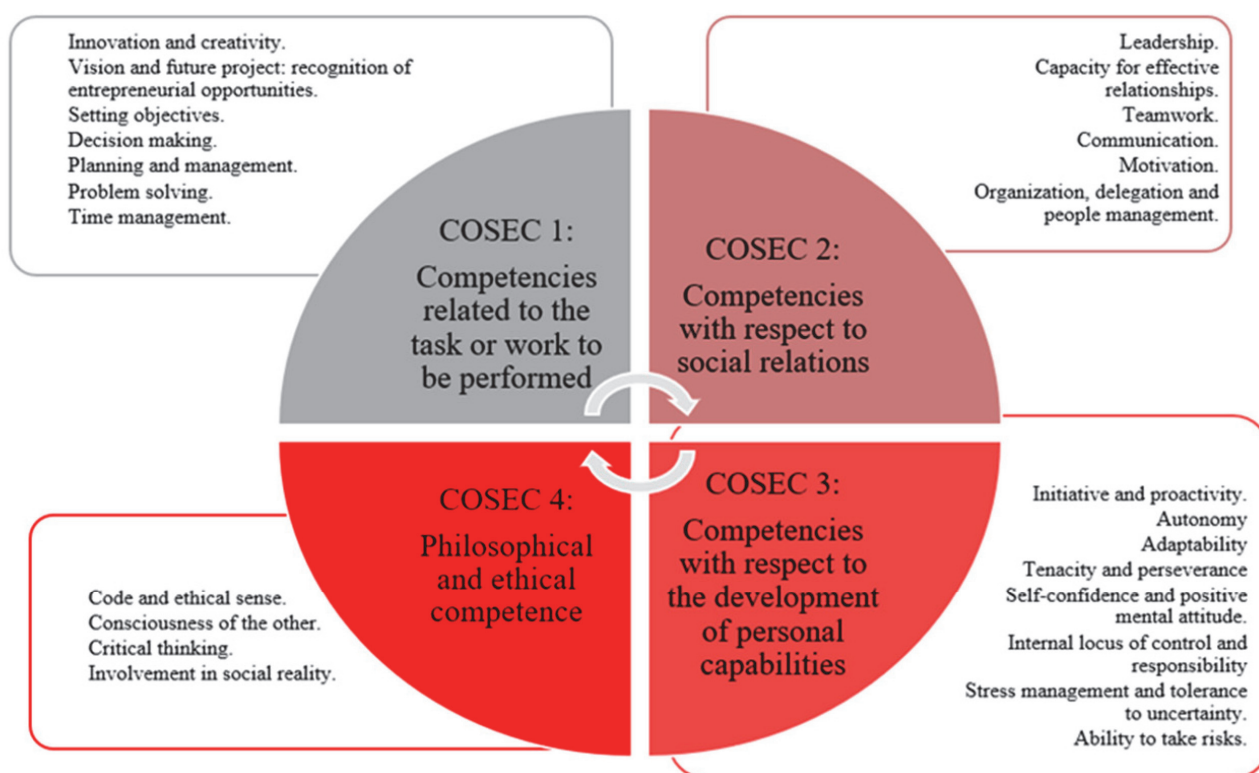 Innovation and creativity.
Vision and future project: recognition of
entrepreneurial opportunities.
Setting objectives.
Decision making.
Planning and management.
Problem solving.
Time management.
Leadership.
Capacity for effective
relationships.
Teamwork.
Communication.
Motivation.
Organization, delegation and
people management.
COSEC 1:
Competencies
related to the
task or work to
be performed
COSEC 2:
Competencies
with respect to
social relations
COSEC 4:
Philosophical
and ethical
competence
COSEC 3:
Competencies
with respect to
the development
of personal
capabilities
Code and ethical sense.
Consciousness of the other.
Critical thinking.
Involvement in social reality.
Initiative and proactivity.
Autonomy
Adaptability
Tenacity and perseverance
Self-confidence and positive
mental attitude.
Internal locus of control and
responsibility
Stress management and tolerance
to uncertainty.
Ability to take risks.